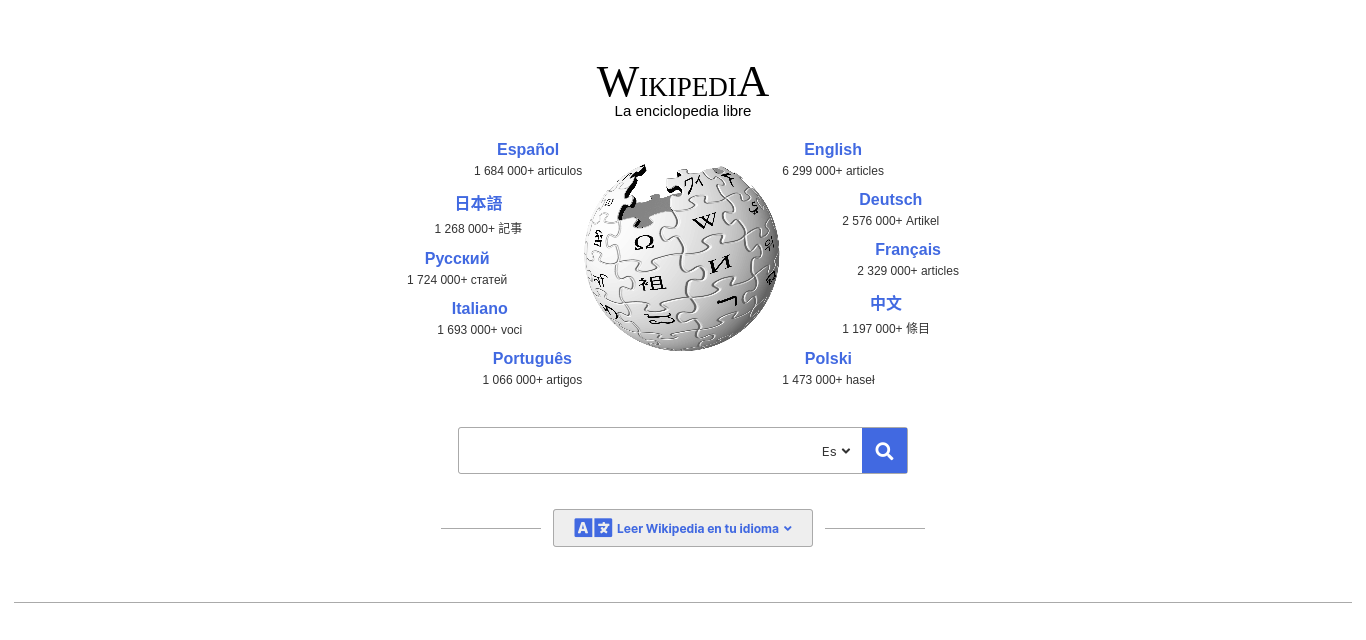 WIKIPEDIA
La enciclopedia libre
Español
1 684 000+ articulos
English
6 299 000+ articles
日本語
1 268 000+ 記事
Deutsch
2 576 000+ Artikel
Русский
1 724 000+ статей
Français
2 329 000+ articles
Italiano
1 693 000+ voci
中文
1 197 000+ 條目
Português
1 066 000+ artigos
Polski
1 473 000+ haseł
Ω
W
И
祖
Es
A 文 Leer Wikipedia en tu idioma